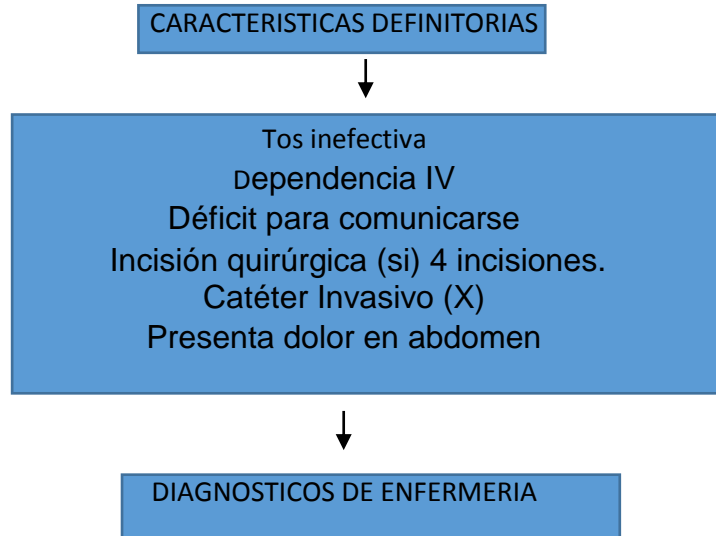 CARACTERISTICAS DEFINITORIAS
Tos inefectiva
Dependencia IV
Déficit para comunicarse
Incisión quirúrgica (si) 4 incisiones.
Catéter Invasivo (X)
Presenta dolor en abdomen
DIAGNOSTICOS DE ENFERMERIA